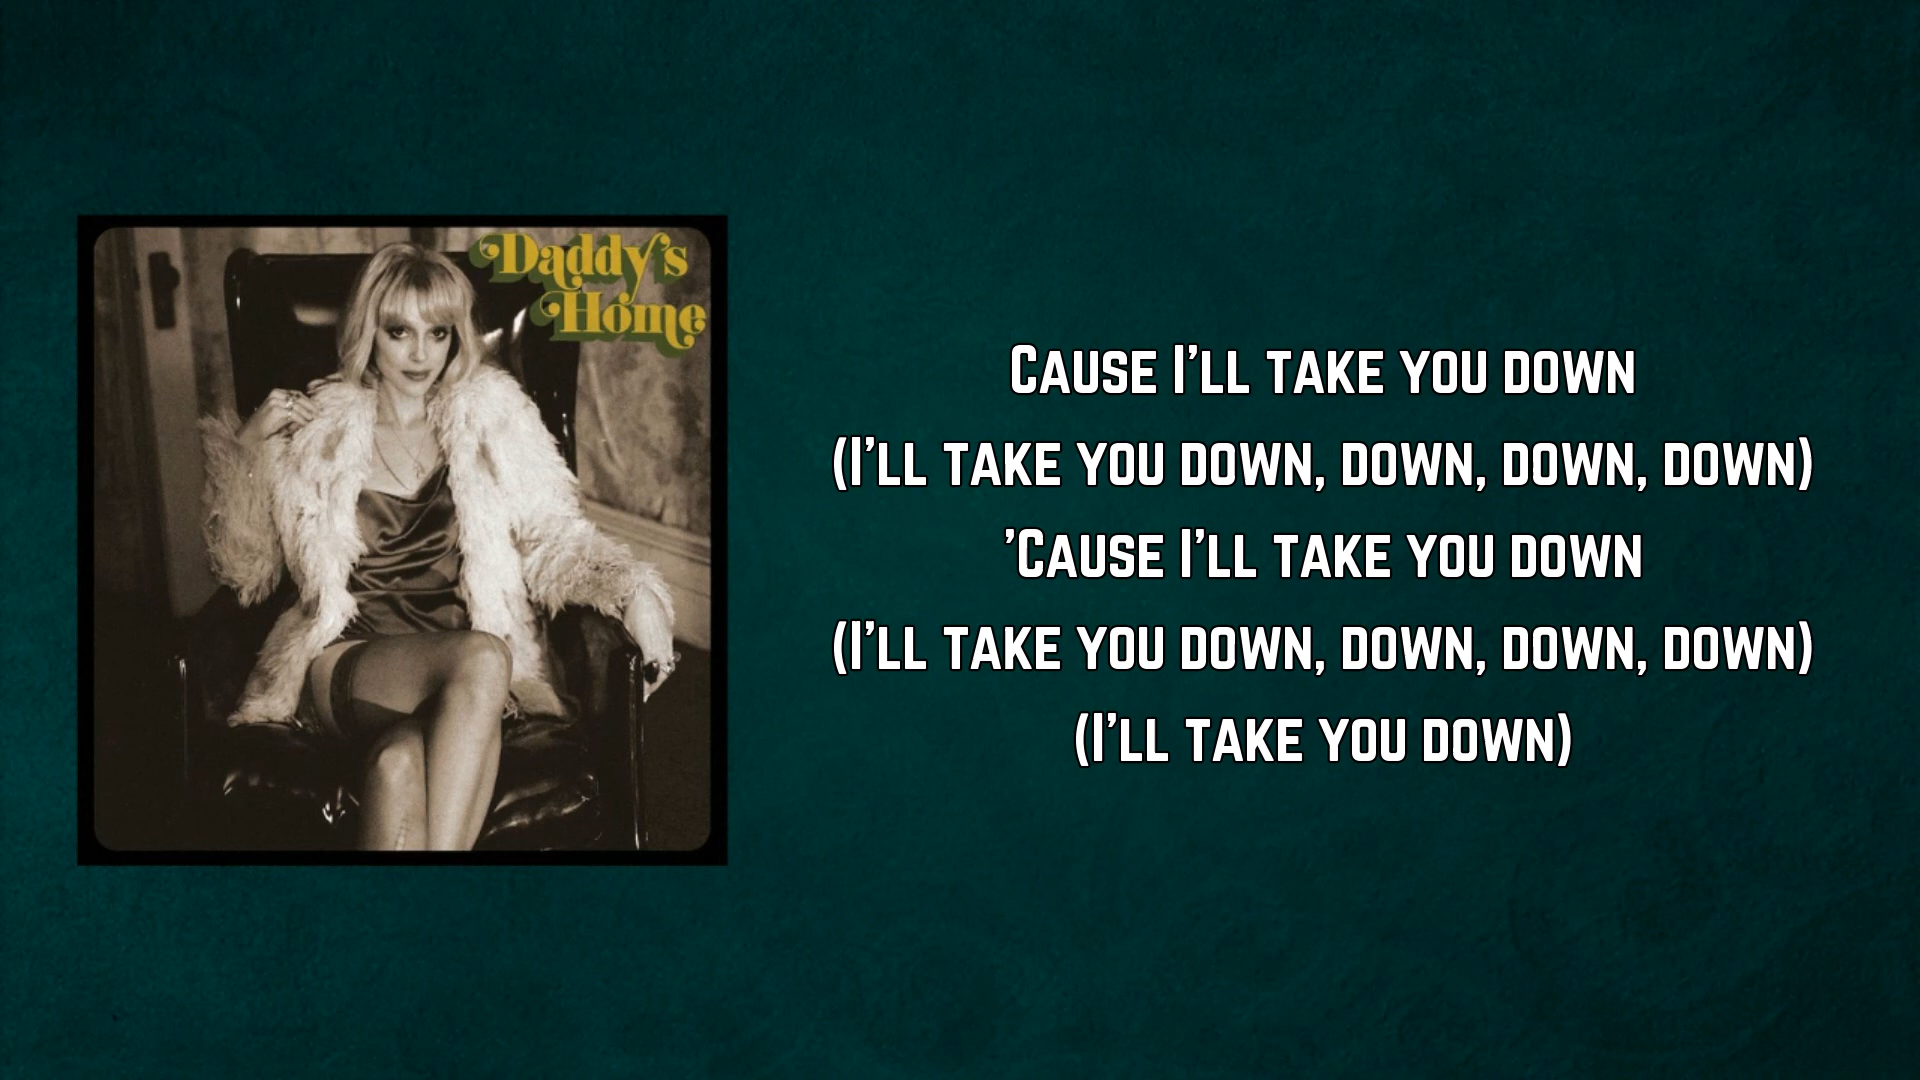 Daddy's
Home
Cause I'll take you down
(I'll take you down, down, down, down)
'Cause I'll take you down
(I'll take you down, down, down, down)
(I'll take you down)